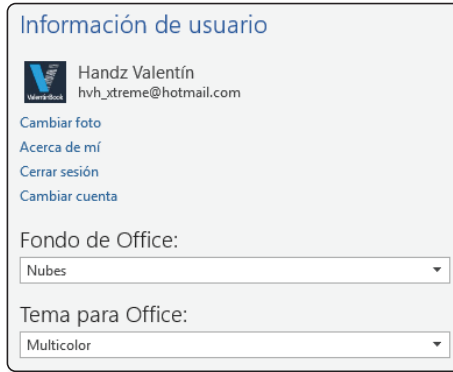 Información de usuario
Handz Valentín
hvh_xtreme@hotmail.com
ValentinBook
Cambiar foto
Acerca de mí
Cerrar sesión
Cambiar cuenta
Fondo de Office:
Nubes
Tema para Office:
Multicolor